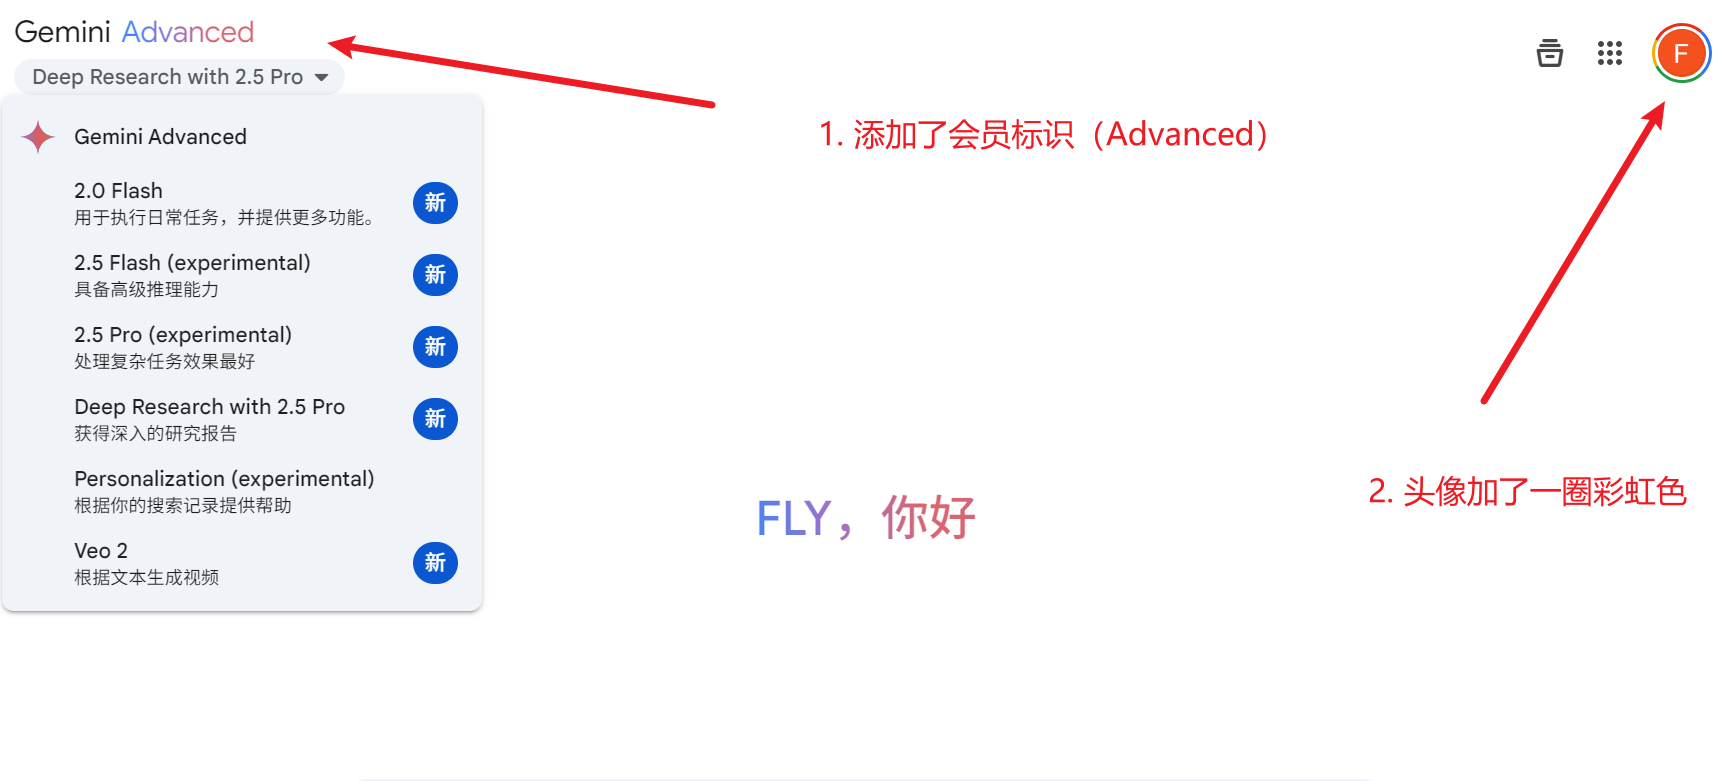 Gemini Advanced
Deep Research with 2.5 Pro
Gemini Advanced
2.0 Flash
用于执行日常任务，并提供更多功能。
新
2.5 Flash (experimental)
具备高级推理能力
新
2.5 Pro (experimental)
处理复杂任务效果最好
新
Deep Research with 2.5 Pro
获得深入的研究报告
新
Personalization (experimental)
根据你的搜索记录提供帮助
Veo 2
根据文本生成视频
新
F
1. 添加了会员标识（Advanced）
2. 头像加了一圈彩虹色
FLY，你好